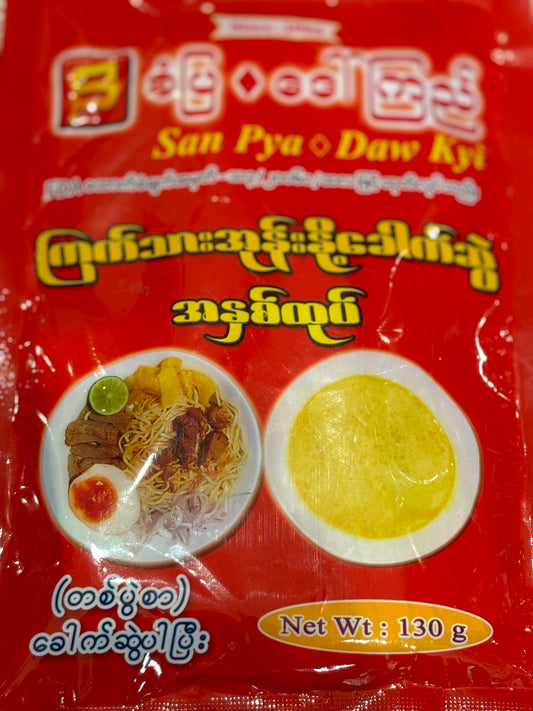 စံပြ ♦ ဒေါ်ကြည်
San Pya ◇ Daw Kyi
ကြက်သားအုန်းနို့ခေါက်ဆွဲ
အနှစ်ထုပ်
(တစ်ပွဲစာ)
ခေါက်ဆွဲပါပြီး
Net Wt : 130 g